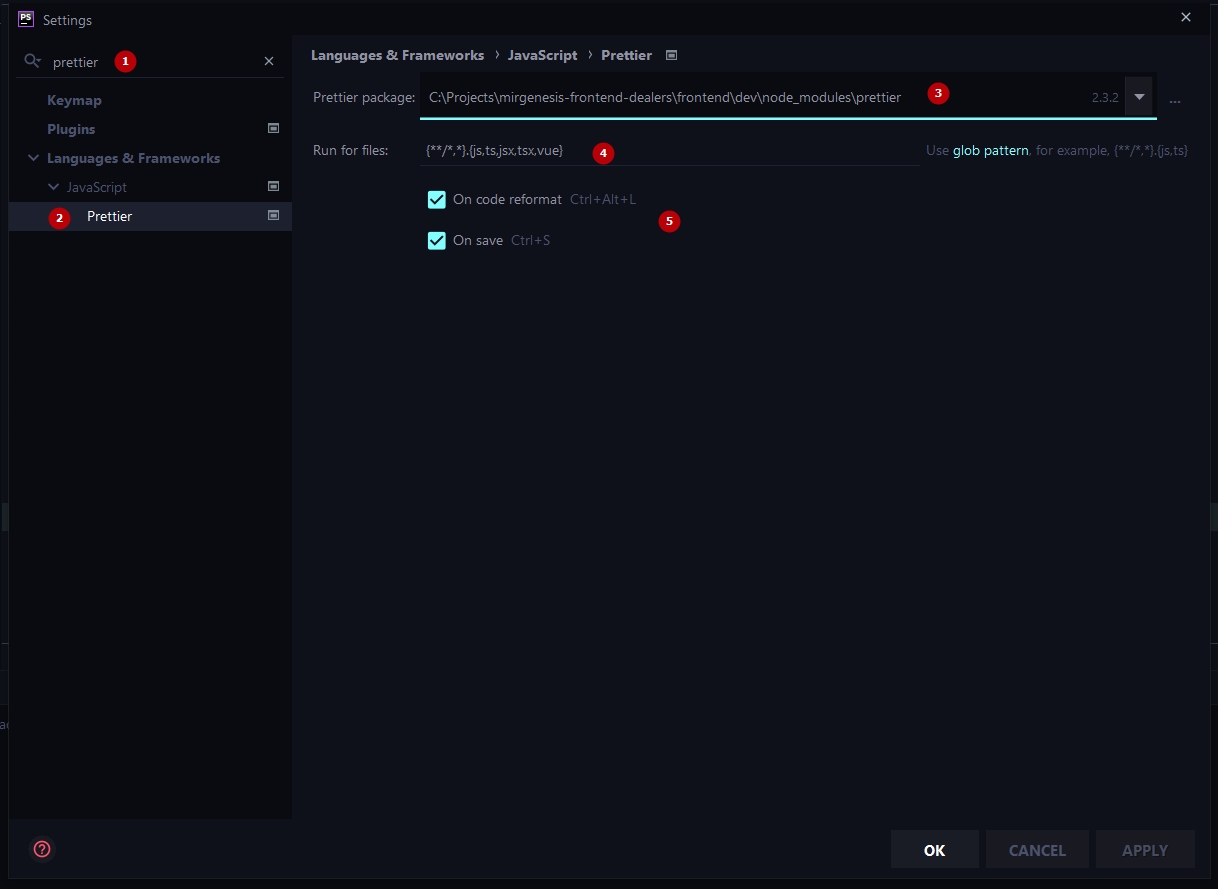 PS Settings
prettier 1
Keymap
Plugins
Languages & Frameworks
JavaScript
2 Prettier
Languages & Frameworks › JavaScript › Prettier
Prettier package: C:\Projects\mirgenesis-frontend-dealers\frontend\dev\node_modules\prettier 3 2.3.2 ...
Run for files: {**/*,*}.{js,ts,jsx,tsx,vue} 4 Use glob pattern, for example, {**/*,*}.{js,ts}
On code reformat Ctrl+Alt+L
5
On save Ctrl+S
?
OK CANCEL APPLY